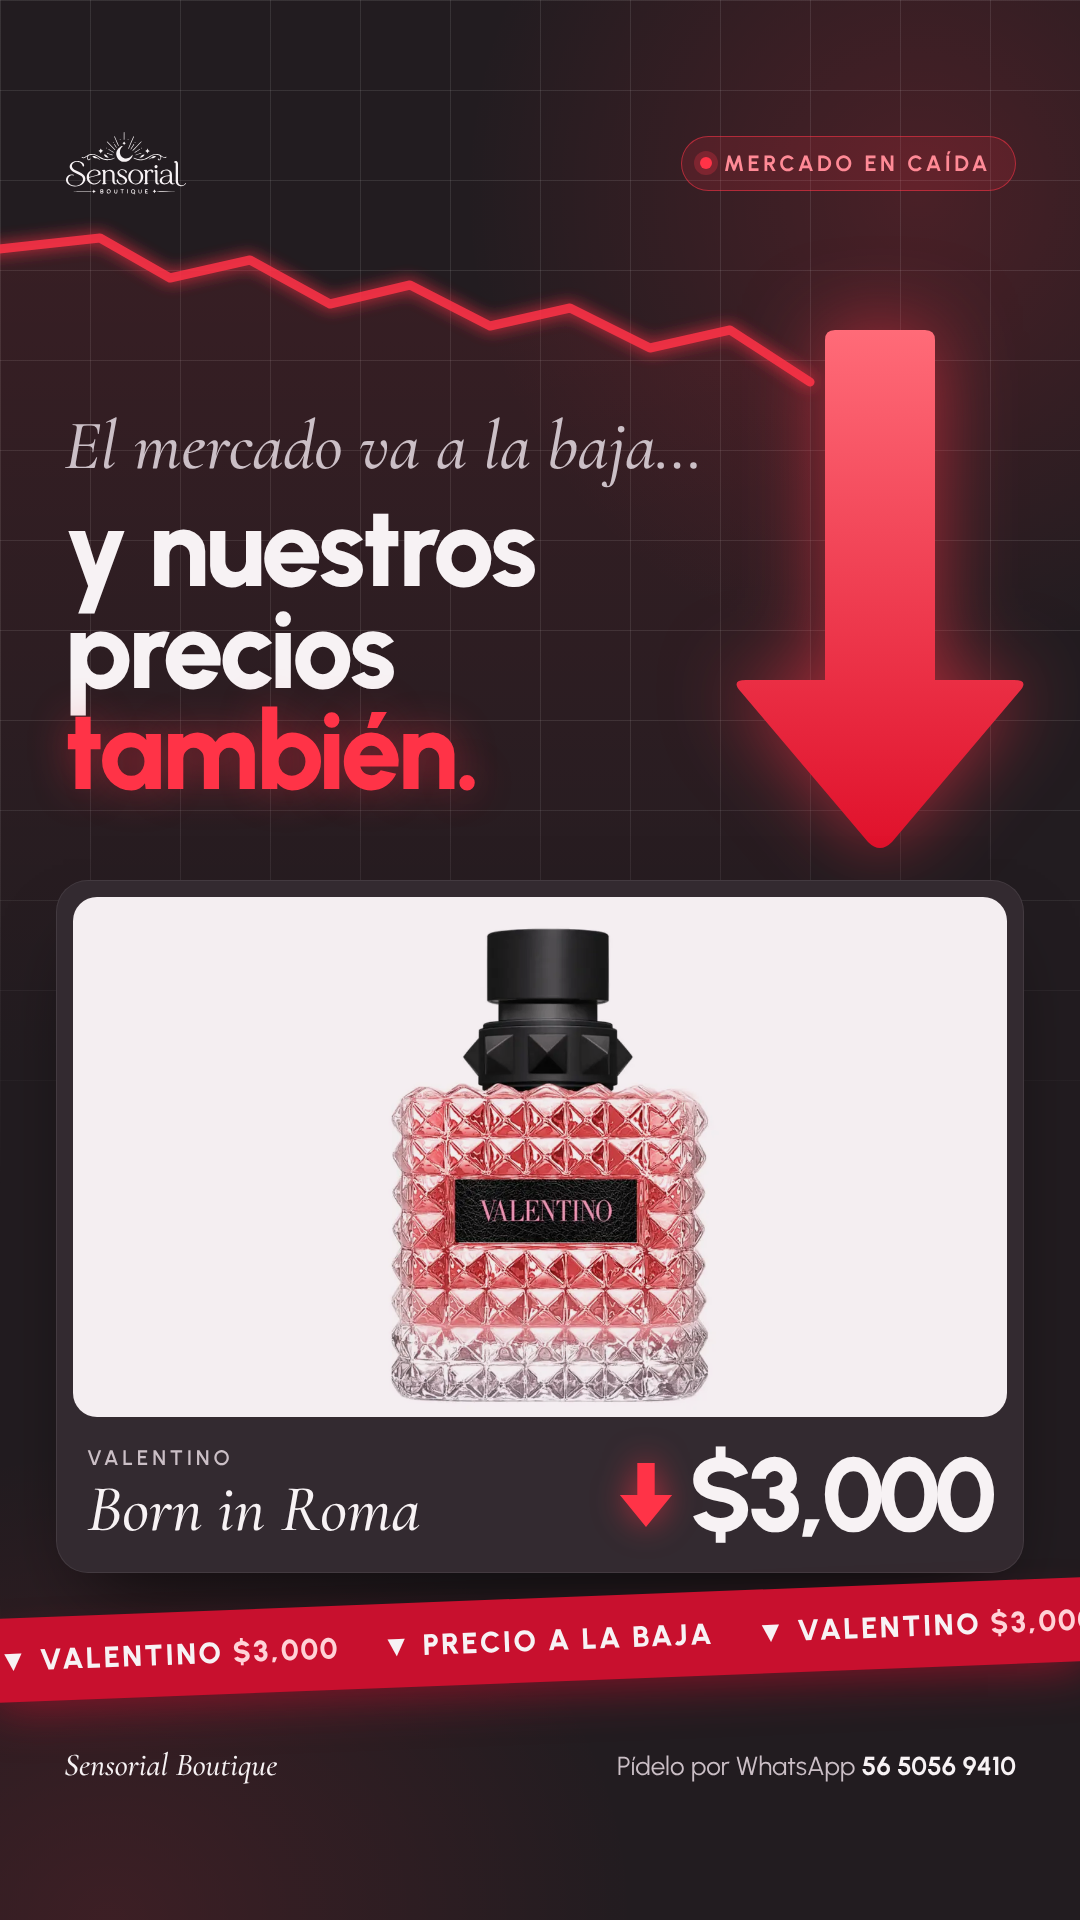 Sensorial
BOUTIQUE
MERCADO EN CAÍDA
El mercado va a la baja...
y nuestros
precios
también.
VALENTINO
VALENTINO
Born in Roma
$3,000
▼ VALENTINO $3,000 ▼ PRECIO A LA BAJA ▼ VALENTINO $3,00
Sensorial Boutique
Pídelo por WhatsApp 56 5056 9410